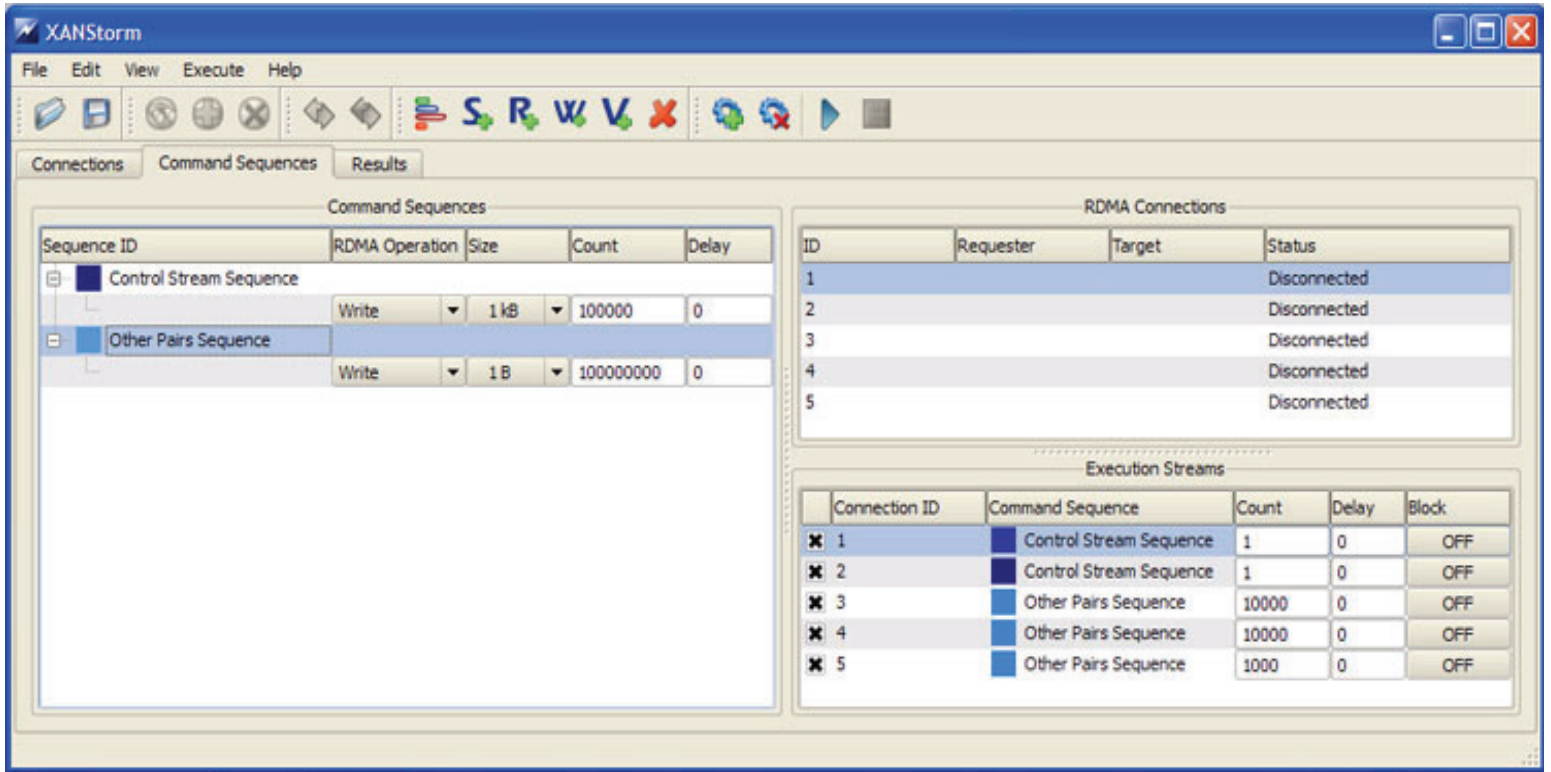 XANStorm
File Edit View Execute Help
S R W V
Connections Command Sequences Results
Command Sequences
Sequence ID RDMA Operation Size Count Delay
Control Stream Sequence
Write 1 kB 100000 0
Other Pairs Sequence
Write 1 B 100000000 0
RDMA Connections
ID Requester Target Status
1 Disconnected
2 Disconnected
3 Disconnected
4 Disconnected
5 Disconnected
Execution Streams
Connection ID Command Sequence Count Delay Block
1 Control Stream Sequence 1 0 OFF
2 Control Stream Sequence 1 0 OFF
3 Other Pairs Sequence 10000 0 OFF
4 Other Pairs Sequence 10000 0 OFF
5 Other Pairs Sequence 1000 0 OFF